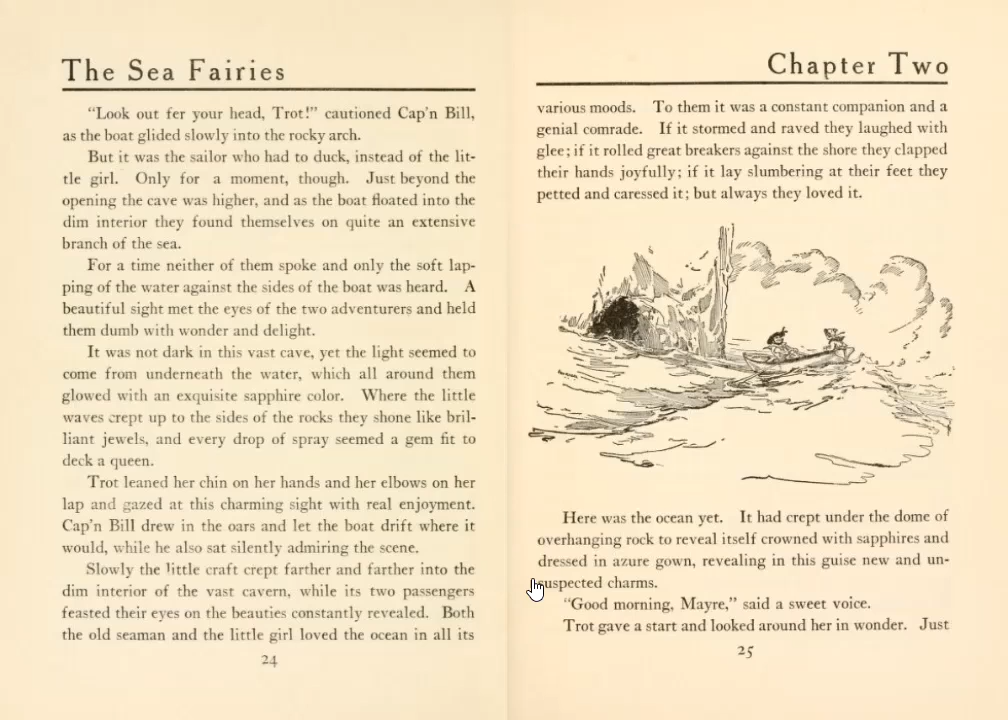 The Sea Fairies
"Look out fer your head, Trot!" cautioned Cap'n Bill,
as the boat glided slowly into the rocky arch.
But it was the sailor who had to duck, instead of the lit-
tle girl. Only for a moment, though. Just beyond the
opening the cave was higher, and as the boat floated into the
dim interior they found themselves on quite an extensive
branch of the sea.
For a time neither of them spoke and only the soft lap-
ping of the water against the sides of the boat was heard. A
beautiful sight met the eyes of the two adventurers and held
them dumb with wonder and delight.
It was not dark in this vast cave, yet the light seemed to
come from underneath the water, which all around them
glowed with an exquisite sapphire color. Where the little
waves crept up to the sides of the rocks they shone like bril-
liant jewels, and every drop of spray seemed a gem fit to
deck a queen.
Trot leaned her chin on her hands and her elbows on her
lap and gazed at this charming sight with real enjoyment.
Cap'n Bill drew in the oars and let the boat drift where it
would, while he also sat silently admiring the scene.
Slowly the little craft crept farther and farther into the
dim interior of the vast cavern, while its two passengers
feasted their eyes on the beauties constantly revealed. Both
the old seaman and the little girl loved the ocean in all its
24
Chapter Two
various moods. To them it was a constant companion and a
genial comrade. If it stormed and raved they laughed with
glee; if it rolled great breakers against the shore they clapped
their hands joyfully; if it lay slumbering at their feet they
petted and caressed it; but always they loved it.
Here was the ocean yet. It had crept under the dome of
overhanging rock to reveal itself crowned with sapphires and
dressed in azure gown, revealing in this guise new and un-
suspected charms.
"Good morning, Mayre," said a sweet voice.
Trot gave a start and looked around her in wonder. Just
25